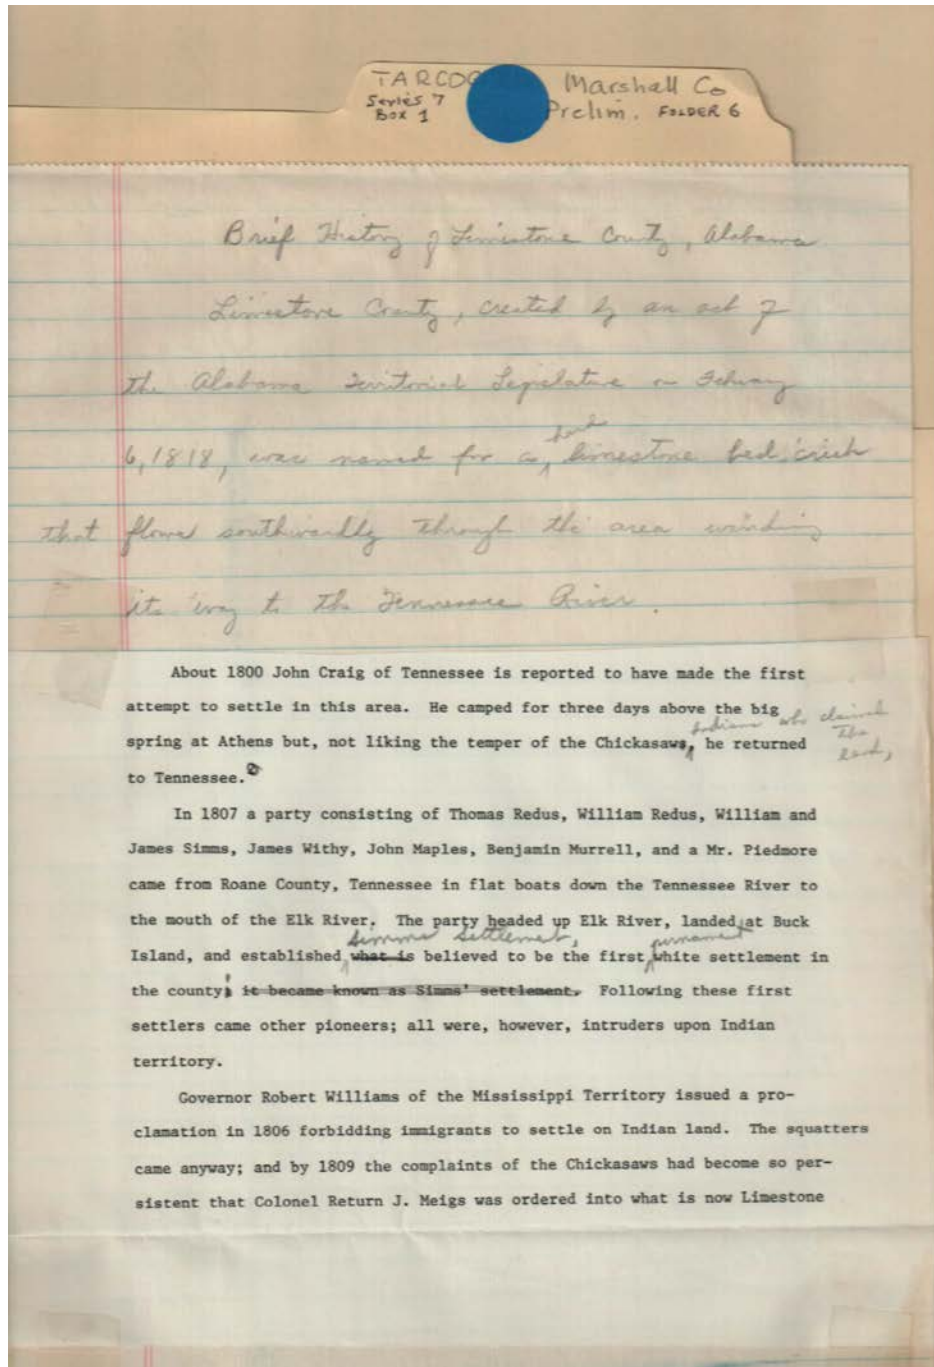 TARCOG Marshall Co
Series 7 Prelim. FOLDER 6
Box 1
Brief History of Limestone County, Alabama
Limestone County, created by an act of
the Alabama Territorial Legislature on February
6, 1818, was named for a hard limestone bed creek
that flows southwardly through the area winding
its way to the Tennessee River.
About 1800 John Craig of Tennessee is reported to have made the first
attempt to settle in this area. He camped for three days above the big
Indians who claimed
the
land,
spring at Athens but, not liking the temper of the Chickasaws, he returned
to Tennessee.
In 1807 a party consisting of Thomas Redus, William Redus, William and
James Simms, James Withy, John Maples, Benjamin Murrell, and a Mr. Piedmore
came from Roane County, Tennessee in flat boats down the Tennessee River to
the mouth of the Elk River. The party headed up Elk River, landed at Buck
Simms' Settlement, permanent
Island, and established what is believed to be the first white settlement in
the county; it became known as Simms' settlement. Following these first
settlers came other pioneers; all were, however, intruders upon Indian
territory.
Governor Robert Williams of the Mississippi Territory issued a pro-
clamation in 1806 forbidding immigrants to settle on Indian land. The squatters
came anyway; and by 1809 the complaints of the Chickasaws had become so per-
sistent that Colonel Return J. Meigs was ordered into what is now Limestone